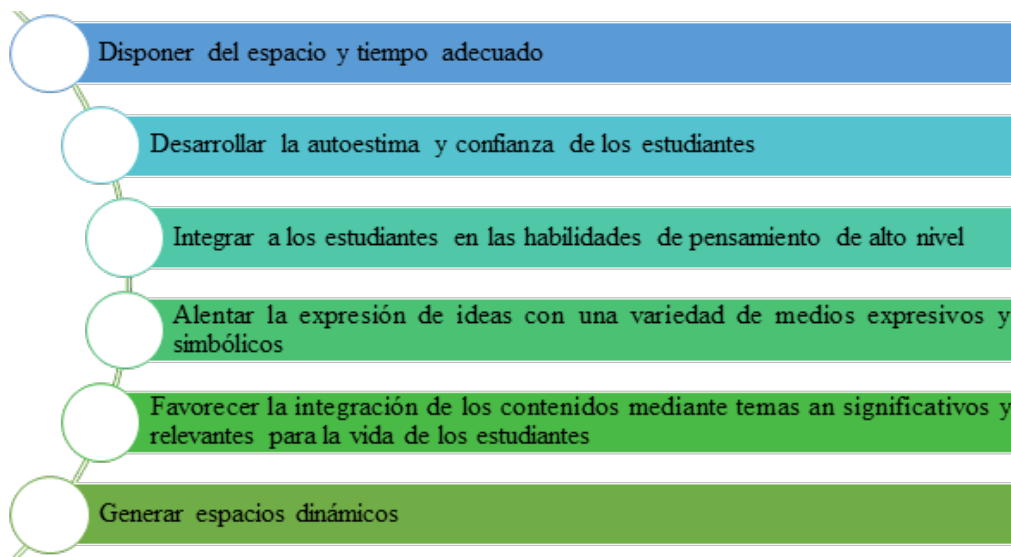 Disponer del espacio y tiempo adecuado
Desarrollar la autoestima y confianza de los estudiantes
Integrar a los estudiantes en las habilidades de pensamiento de alto nivel
Alentar la expresión de ideas con una variedad de medios expresivos y
simbólicos
Favorecer la integración de los contenidos mediante temas an significativos y
relevantes para la vida de los estudiantes
Generar espacios dinámicos